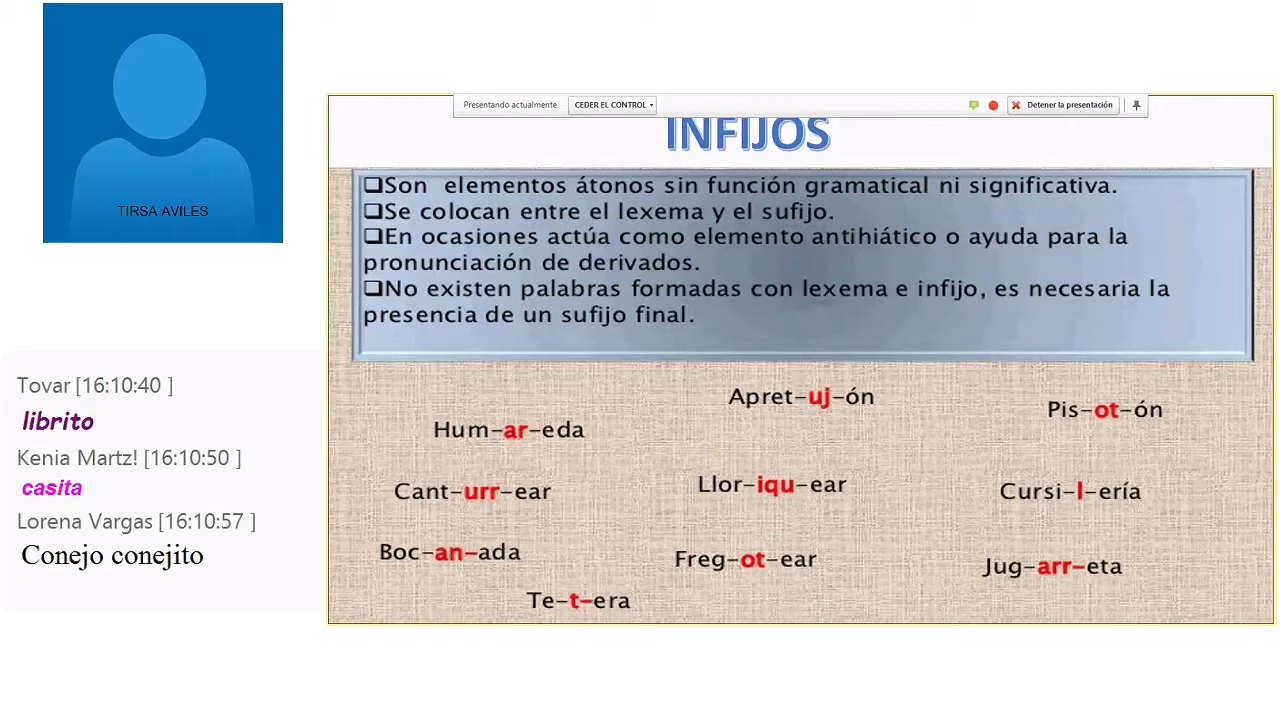 TIRSA AVILES
Tovar [16:10:40 ]
librito
Kenia Martz! [16:10:50 ]
casita
Lorena Vargas [16:10:57 ]
Conejo conejito
Presentando actualmente CEDER EL CONTROL Detener la presentación
INFIJOS
❑Son elementos átonos sin función gramatical ni significativa.
❑Se colocan entre el lexema y el sufijo.
❑En ocasiones actúa como elemento antihiático o ayuda para la
pronunciación de derivados.
❑No existen palabras formadas con lexema e infijo, es necesaria la
presencia de un sufijo final.
Apret-uj-ón
Pis-ot-ón
Hum-ar-eda
Cant-urr-ear
Llor-iqu-ear
Cursi-l-ería
Boc-an-ada
Freg-ot-ear
Jug-arr-eta
Te-t-era